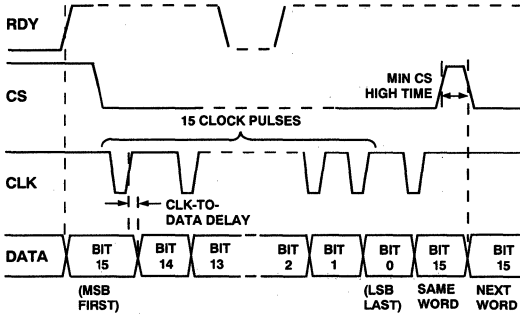 RDY
CS
MIN CS
HIGH TIME
15 CLOCK PULSES
CLK
CLK-TO-
DATA DELAY
DATA
BIT 15
BIT 14
BIT 13
BIT 2
BIT 1
BIT 0
BIT 15
BIT 15
(MSB FIRST)
(LSB LAST)
SAME WORD
NEXT WORD